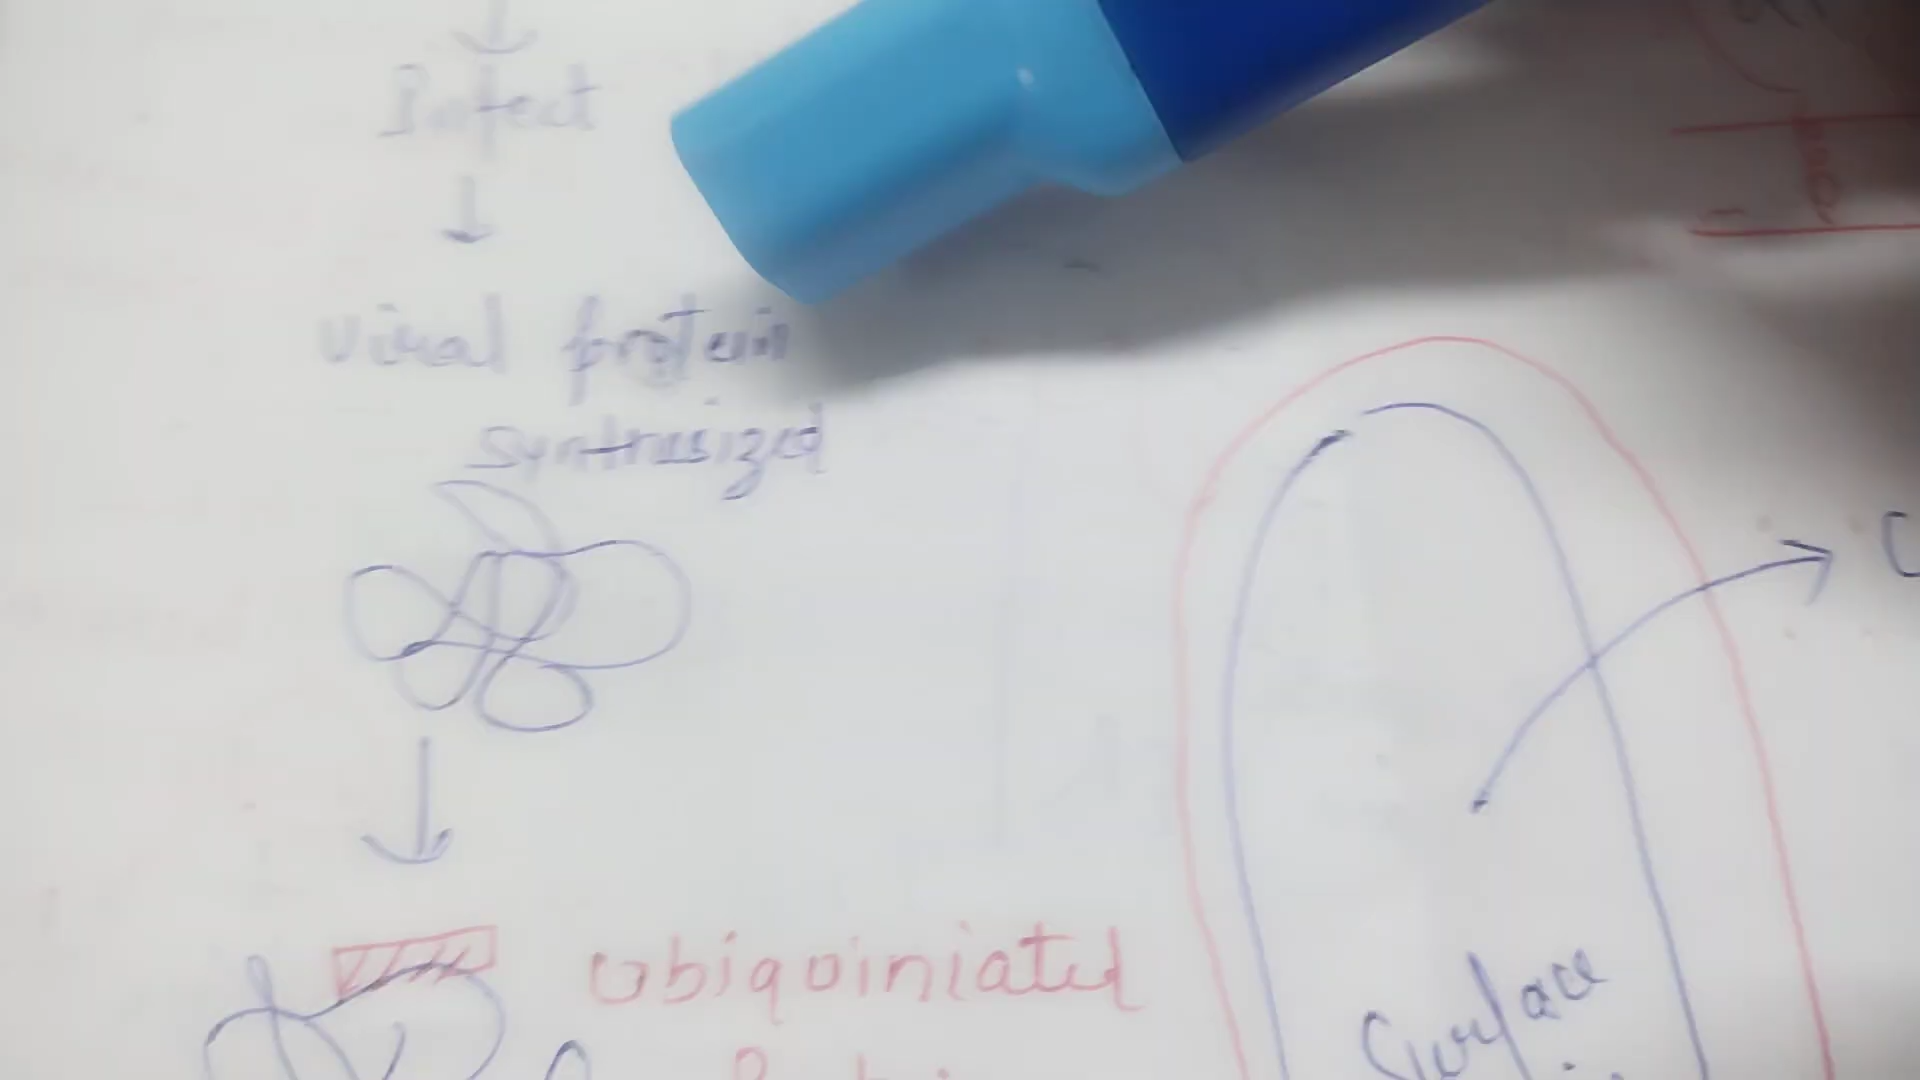 Infect
Viral protein
synthesized
Ubiquiniated
Surface